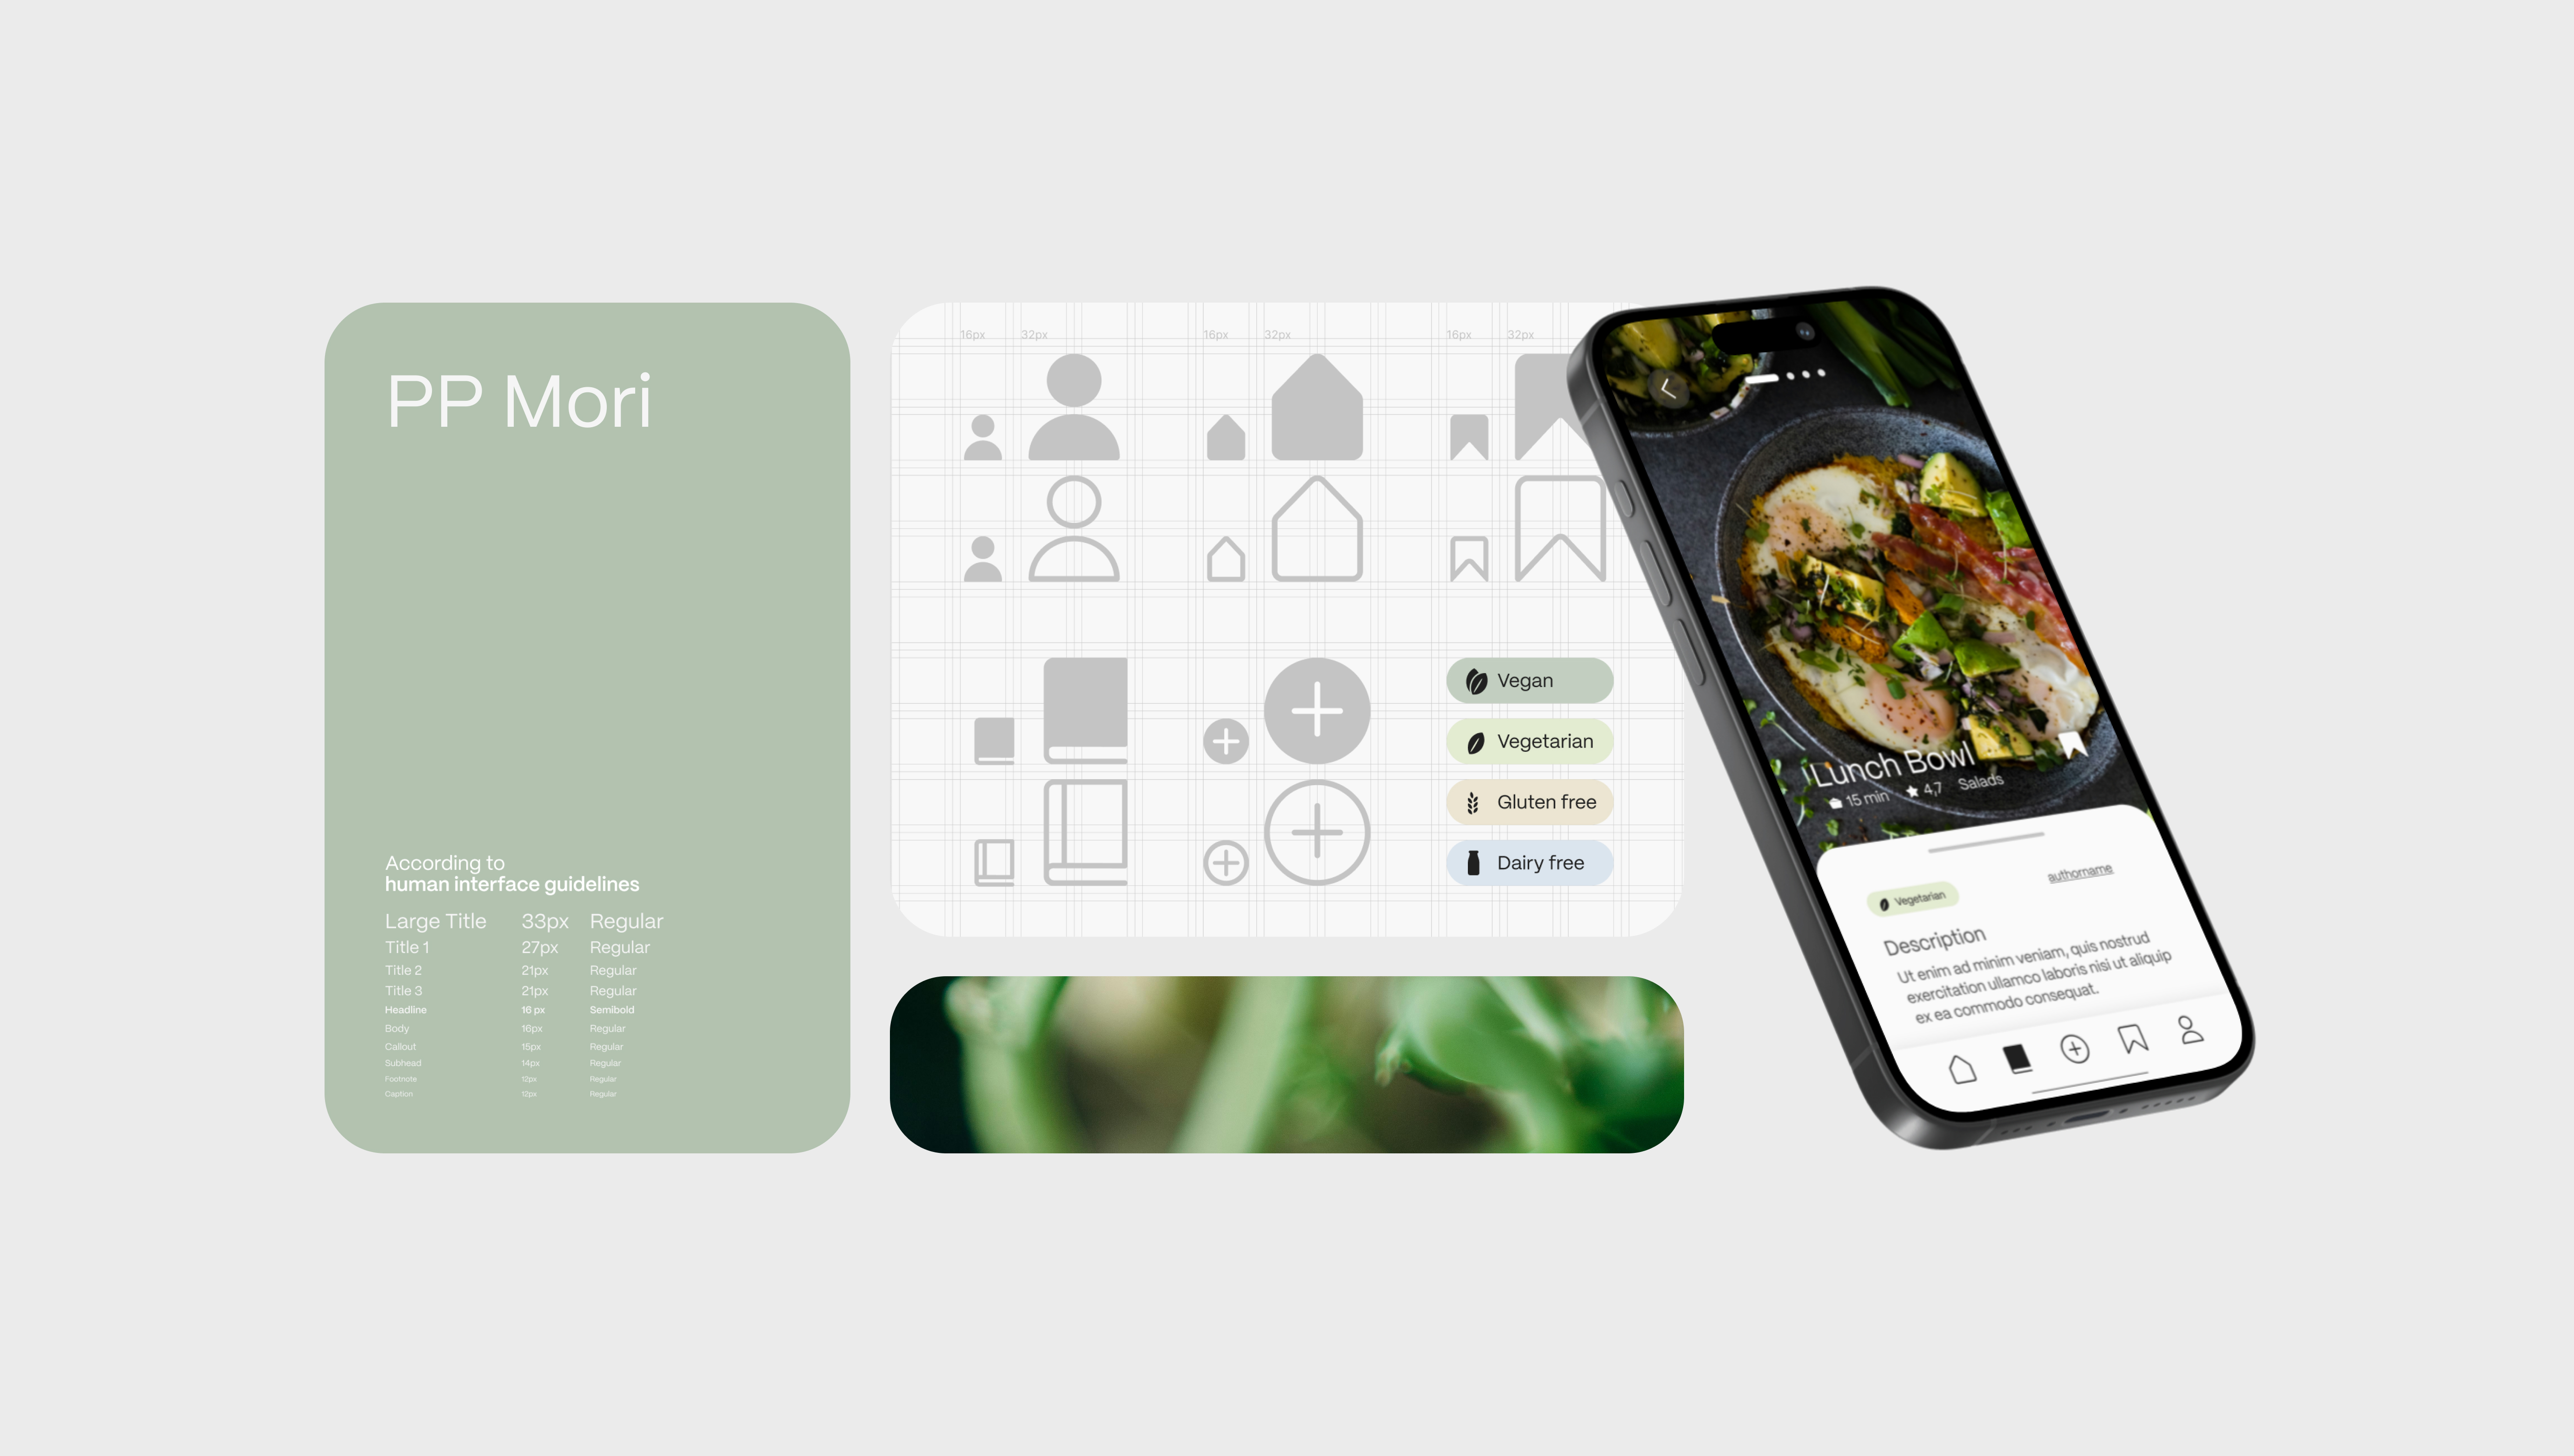 PP Mori
According to
human interface guidelines
Large Title 33px Regular
Title 1 27px Regular
Title 2 21px Regular
Title 3 21px Regular
Headline 16 px Semibold
Body 16px Regular
Callout 15px Regular
Subhead 14px Regular
Footnote 13px Regular
Caption 12px Regular
16px 32px 16px 32px 16px 32px
Vegan
Vegetarian
Gluten free
Dairy free
Lunch Bowl
15 min 4,7 Salads
Vegetarian authorname
Description
Ut enim ad minim veniam, quis nostrud
exercitation ullamco laboris nisi ut aliquip
ex ea commodo consequat.